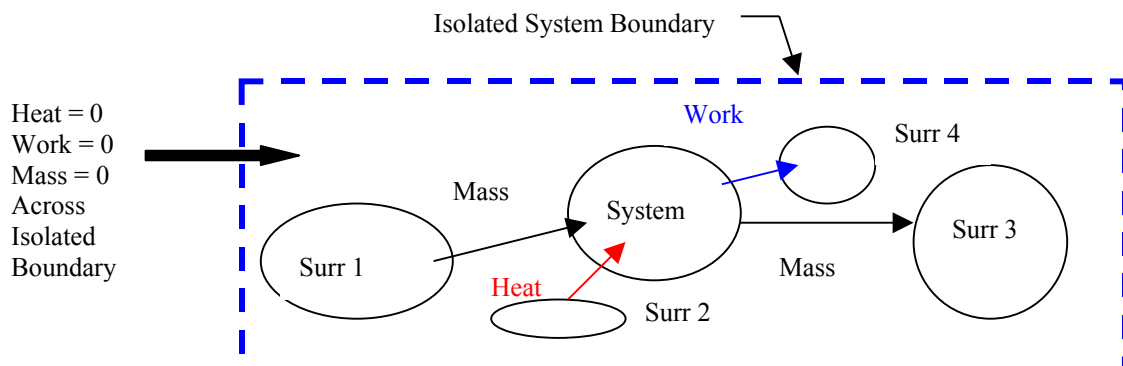 Isolated System Boundary
Heat = 0
Work = 0
Mass = 0
Across
Isolated
Boundary
Work
Surr 4
Mass
System
Surr 3
Surr 1
Mass
Heat
Surr 2